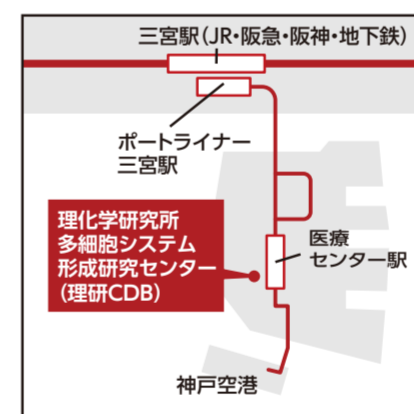 三宮駅(JR・阪急・阪神・地下鉄)
ポートライナー
三宮駅
理化学研究所
多細胞システム
形成研究センター
(理研CDB)
医療
センター駅
神戸空港